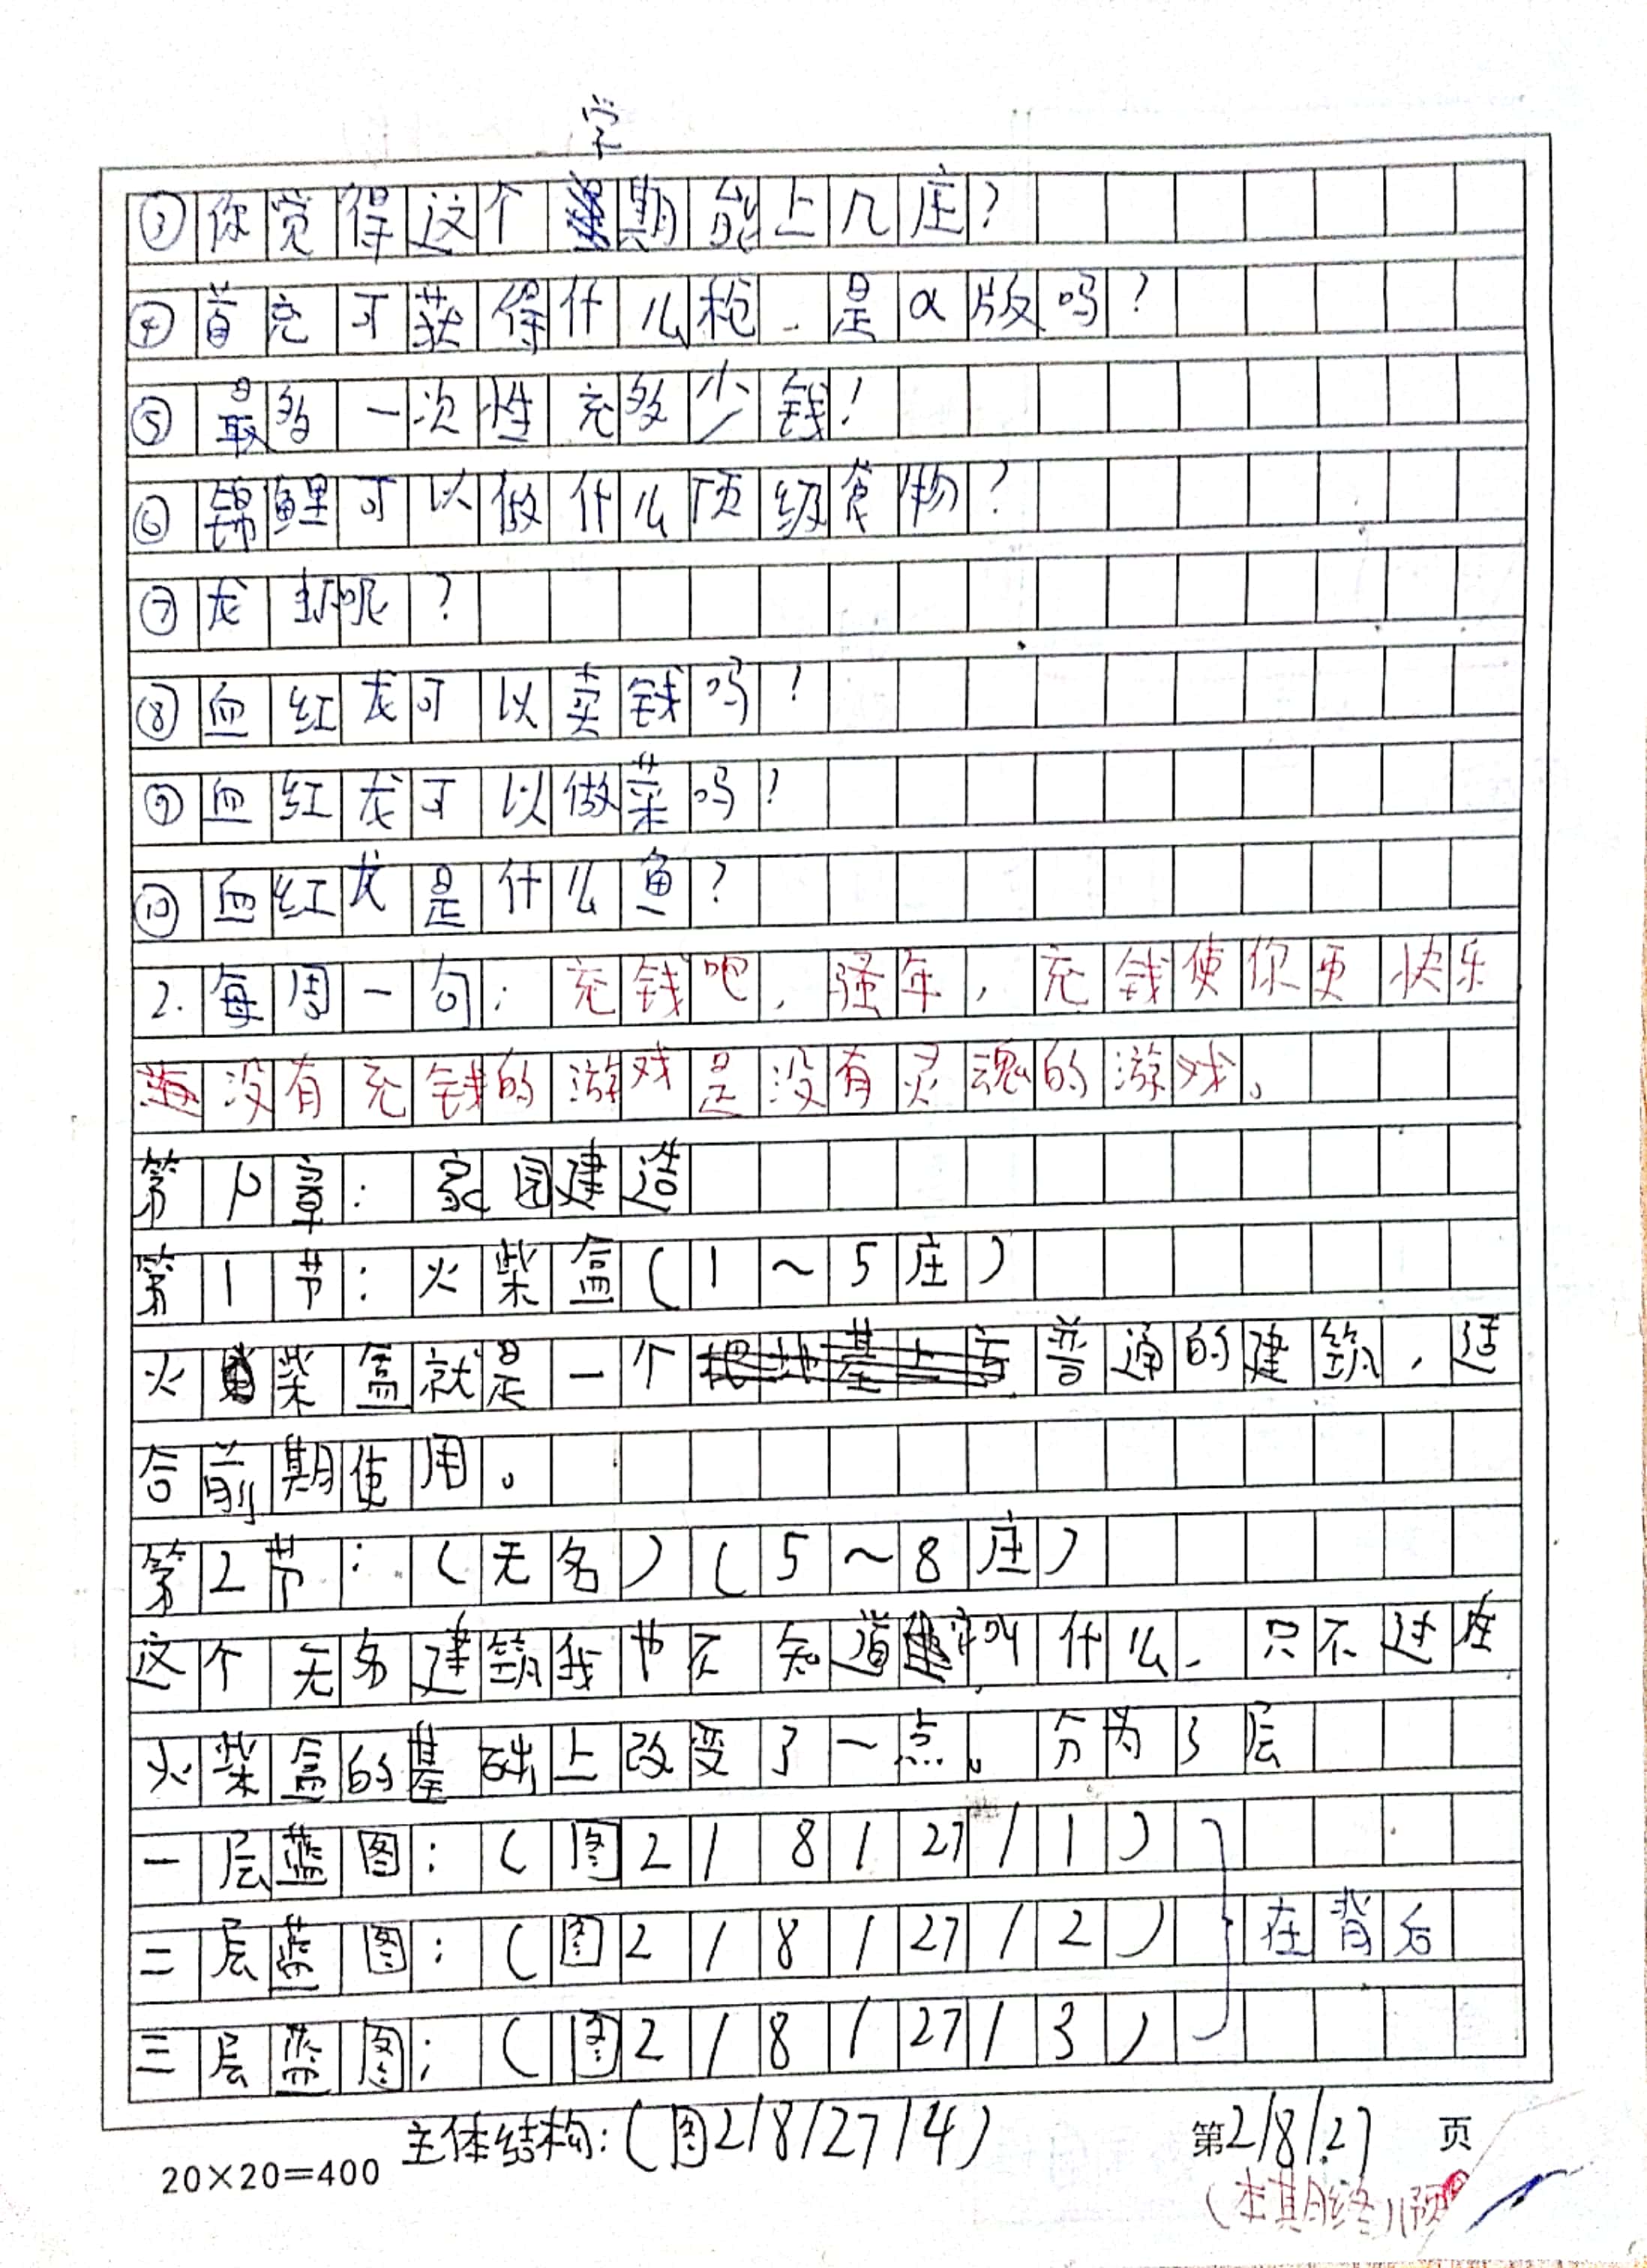 学
③你觉得这个期能上几庄?
④首充可获得什么枪、是α版吗?
⑤最多一次性充多少钱!
⑥锦鲤可以做什么顶级食物?
⑦龙虾呢?
⑧血红龙可以卖钱吗?
⑨血红龙可以做菜吗?
⑩血红龙是什么鱼?
2.每周一句:充钱吧,骚年,充钱使你更快乐
没有充钱的游戏是没有灵魂的游戏。
第 章:家园建造
第1节:火柴盒(1~5庄)
火柴盒就是一个普通的建筑,适
合前期使用。
第2节:(无名)(5~8庄)
这个无名建筑我也不知道叫什么、只不过在
火柴盒的基础上改变了一点。分为3层
一层蓝图:(图2/8/27/1)
二层蓝图:(图2/8/27/2)在背后
三层蓝图:(图2/8/27/3)
主体结构:(图2/8/27/4)
第2/8/27页
20×20=400
(本期终)